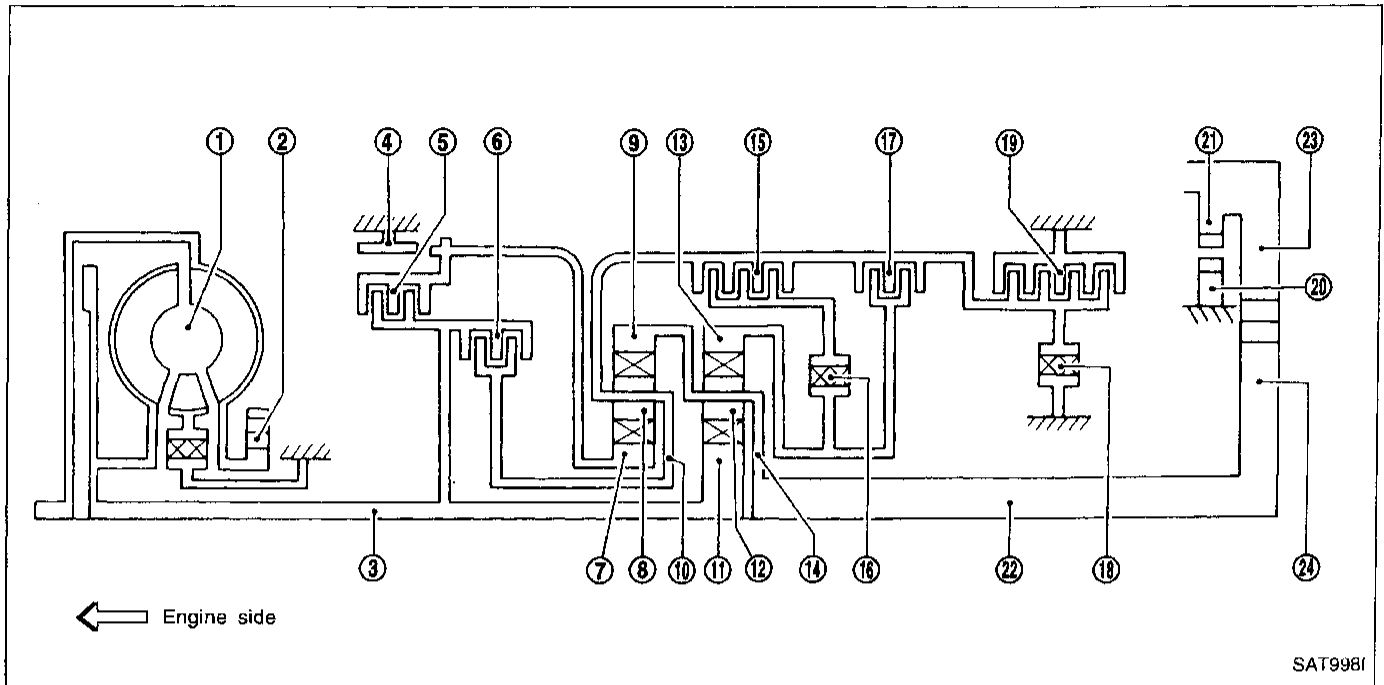 ① ② ④ ⑤ ⑥ ⑨ ⑬ ⑮ ⑰ ⑲ ㉑ ㉓
⑳
③ ⑦ ⑧ ⑩ ⑪ ⑫ ⑭ ⑯ ㉒ ⑱ ㉔
Engine side
SAT998I